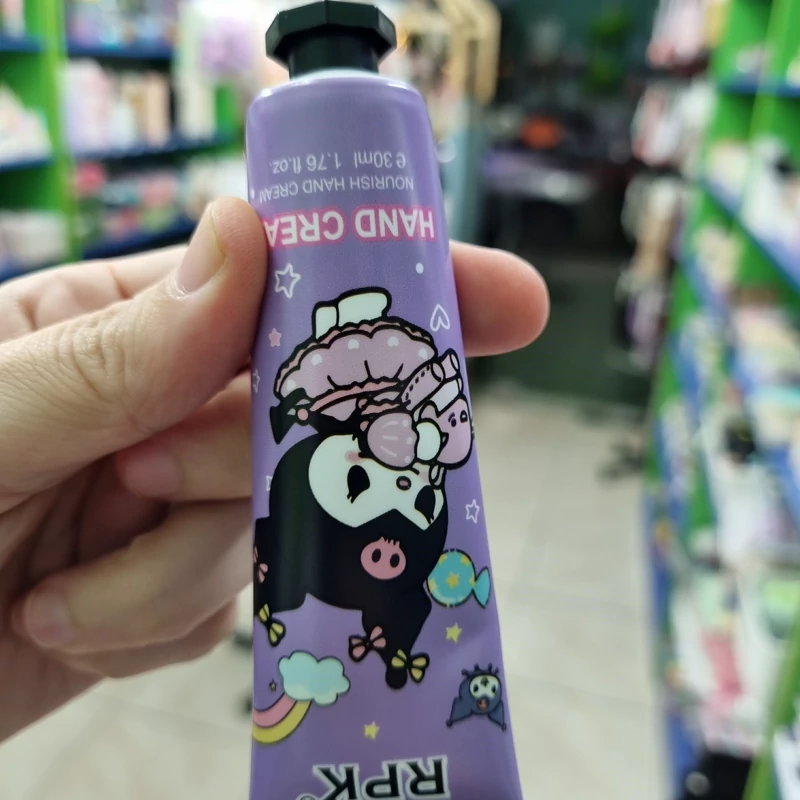 RPK®
HAND CREA
NOURISH HAND CREAM
℮ 30ml 1.76 fl.oz.